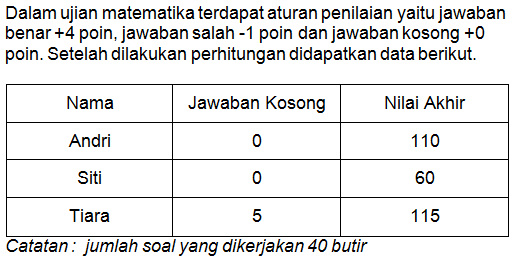 Dalam ujian matematika terdapat aturan penilaian yaitu jawaban
benar +4 poin, jawaban salah -1 poin dan jawaban kosong +0
poin. Setelah dilakukan perhitungan didapatkan data berikut.
Nama Jawaban Kosong Nilai Akhir
Andri 0 110
Siti 0 60
Tiara 5 115
Catatan : jumlah soal yang dikerjakan 40 butir